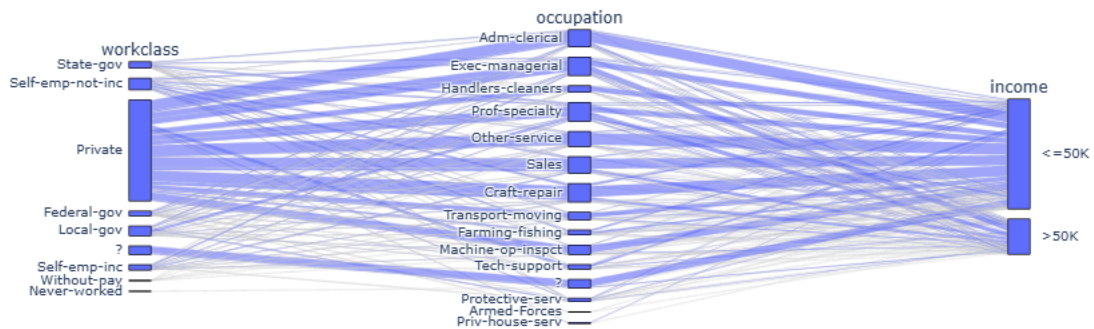 workclass
State-gov
Self-emp-not-inc
Private
Federal-gov
Local-gov
?
Self-emp-inc
Without-pay
Never-worked
occupation
Adm-clerical
Exec-managerial
Handlers-cleaners
Prof-specialty
Other-service
Sales
Craft-repair
Transport-moving
Farming-fishing
Machine-op-inspct
Tech-support
?
Protective-serv
Armed-Forces
Priv-house-serv
income
<=50K
>50K